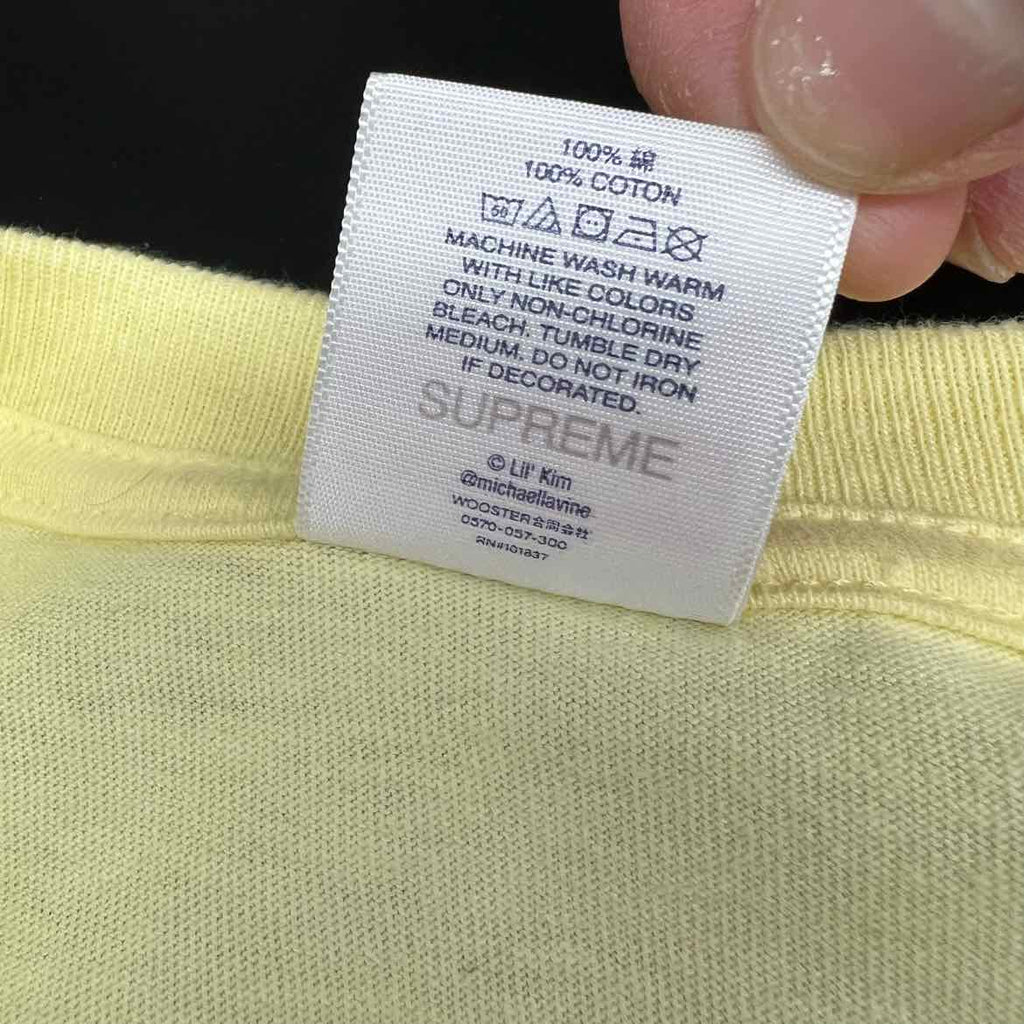 100% 綿
100% COTON
50
MACHINE WASH WARM
WITH LIKE COLORS
ONLY NON-CHLORINE
BLEACH. TUMBLE DRY
MEDIUM. DO NOT IRON
IF DECORATED.
SUPREME
© Lil' Kim
@michaellavine
WOOSTER合同会社
0570-057-300
RN#101837